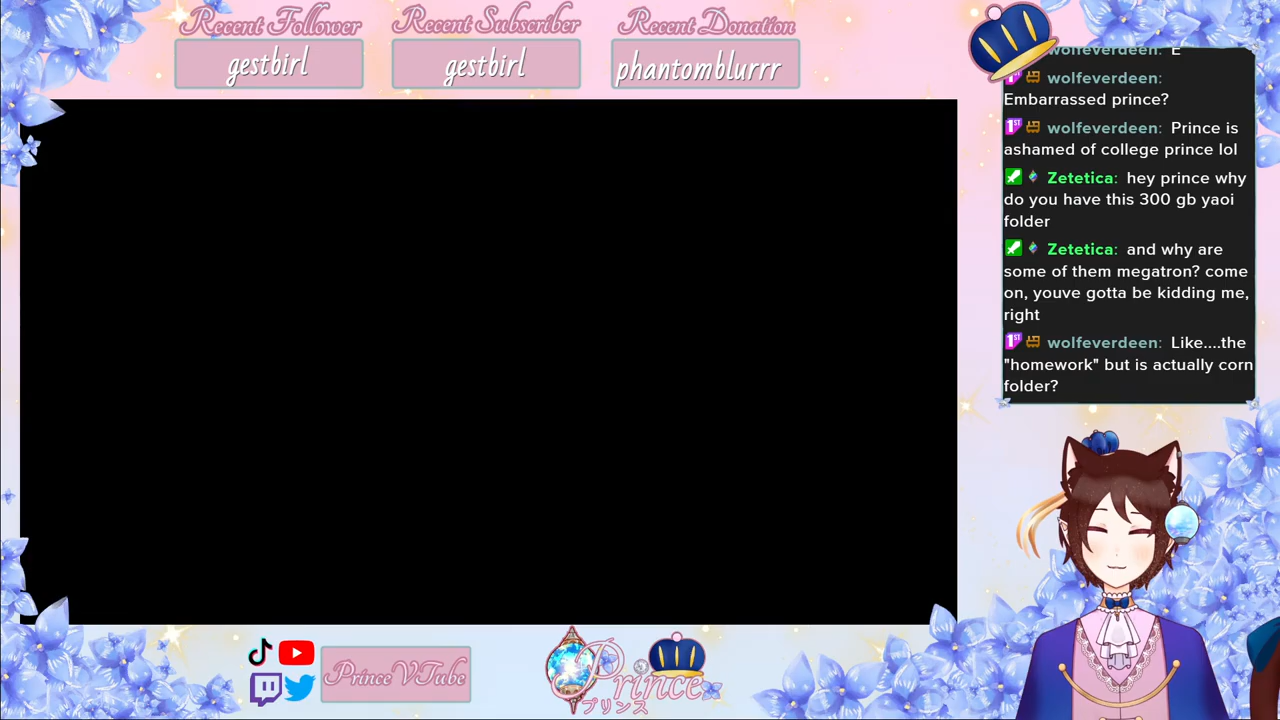 Recent Follower
gestbirl
Recent Subscriber
gestbirl
Recent Donation
phantomblurrr
wolfeverdeen: E
wolfeverdeen:
Embarrassed prince?
wolfeverdeen: Prince is
ashamed of college prince lol
Zetetica: hey prince why
do you have this 300 gb yaoi
folder
Zetetica: and why are
some of them megatron? come
on, youve gotta be kidding me,
right
wolfeverdeen: Like....the
"homework" but is actually corn
folder?
PrinceVTube
Prince
プリンス